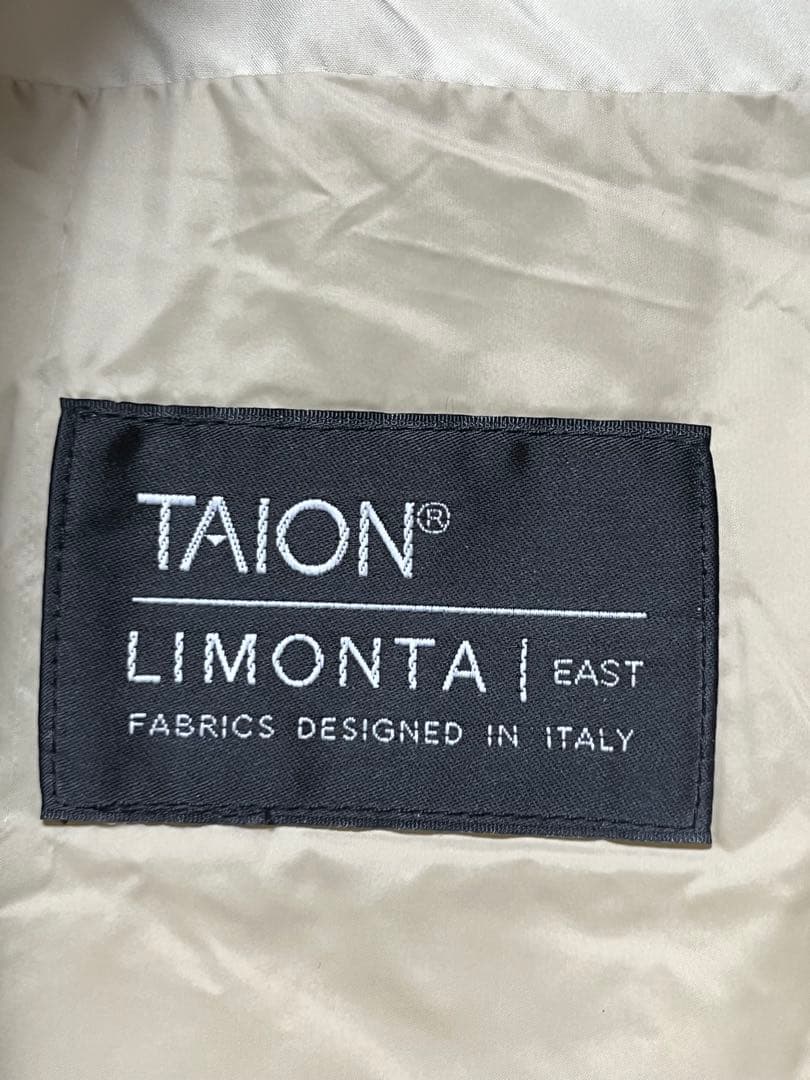 TAION®
LIMONTA | EAST
FABRICS DESIGNED IN ITALY